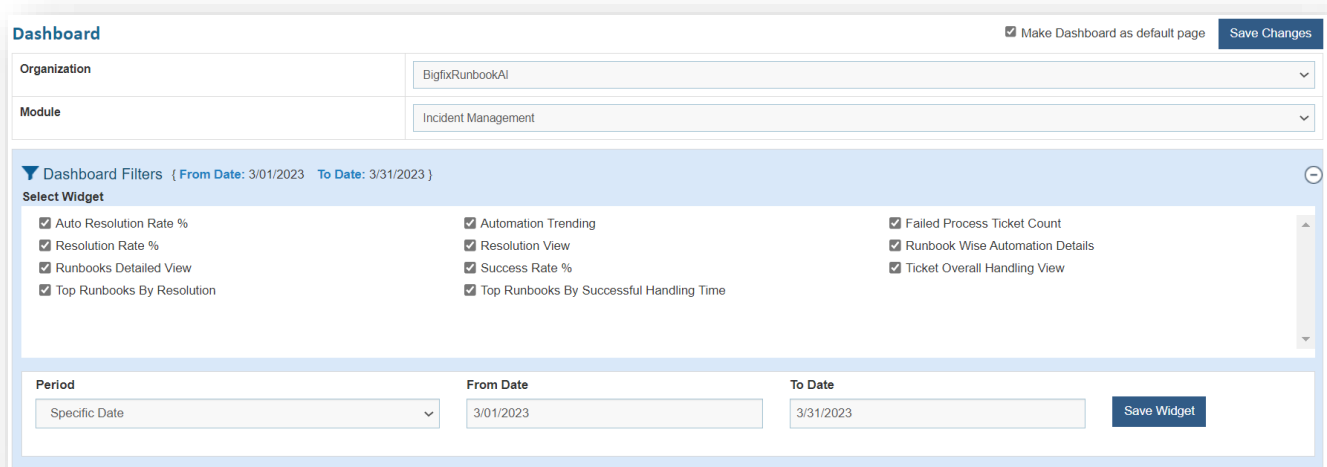 Dashboard
Make Dashboard as default page Save Changes
Organization BigfixRunbookAI
Module Incident Management
Dashboard Filters { From Date: 3/01/2023 To Date: 3/31/2023 }
Select Widget
Auto Resolution Rate % Automation Trending Failed Process Ticket Count
Resolution Rate % Resolution View Runbook Wise Automation Details
Runbooks Detailed View Success Rate % Ticket Overall Handling View
Top Runbooks By Resolution Top Runbooks By Successful Handling Time
Period From Date To Date
Specific Date 3/01/2023 3/31/2023 Save Widget